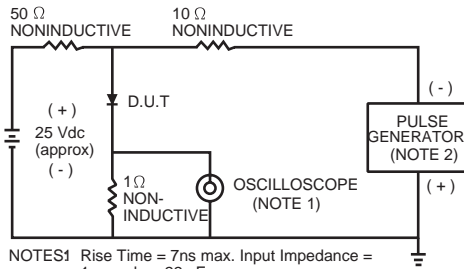 50 Ω
NONINDUCTIVE
10 Ω
NONINDUCTIVE
D.U.T
(+)
25 Vdc
(approx)
(-)
1Ω
NON-
INDUCTIVE
OSCILLOSCOPE
(NOTE 1)
(-)
PULSE
GENERATOR
(NOTE 2)
(+)
NOTES1 Rise Time = 7ns max. Input Impedance =